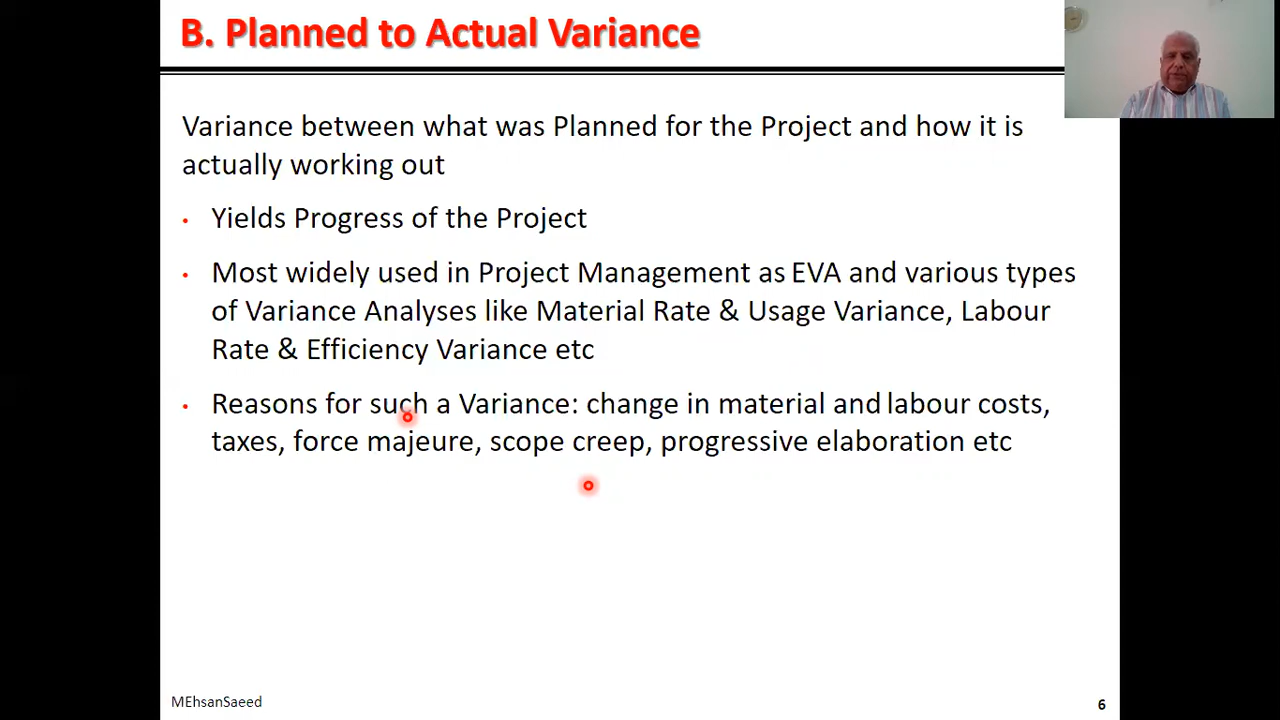 B. Planned to Actual Variance
Variance between what was Planned for the Project and how it is
actually working out
• Yields Progress of the Project
• Most widely used in Project Management as EVA and various types
of Variance Analyses like Material Rate & Usage Variance, Labour
Rate & Efficiency Variance etc
• Reasons for such a Variance: change in material and labour costs,
taxes, force majeure, scope creep, progressive elaboration etc
MEhsanSaeed
6